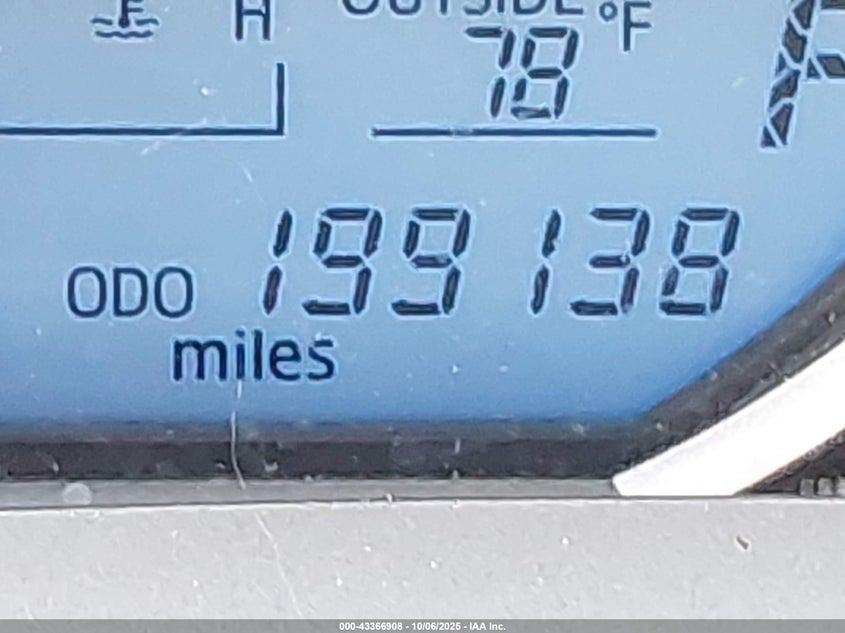 H
OUTSIDE °F
78
ODO 199138
miles
000-43366908 - 10/06/2025 - IAA Inc.